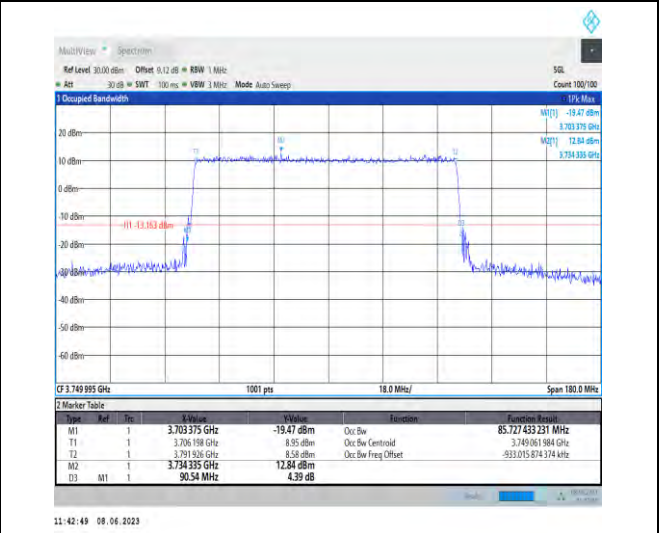 MultiView Spectrum
Ref Level 30.00 dBm Offset 9.12 dB RBW 1 MHz SGL
Att 30 dB SWT 100 ms VBW 3 MHz Mode Auto Sweep Count 100/100
1 Occupied Bandwidth 1Pk Max
M1[1] -19.47 dBm
3.703 375 GHz
M2[1] 12.84 dBm
3.734 335 GHz
20 dBm
10 dBm
T1
T2
0 dBm
-10 dBm
H1 -13.163 dBm
-20 dBm
-30 dBm
-40 dBm
-50 dBm
-60 dBm
CF 3.749 995 GHz 1001 pts 18.0 MHz/ Span 180.0 MHz
2 Marker Table
Type Ref Trc X-Value Y-Value Function Function Result
M1 1 3.703 375 GHz -19.47 dBm Occ Bw 85.727 433 231 MHz
T1 1 3.706 198 GHz 8.95 dBm Occ Bw Centroid 3.749 061 984 GHz
T2 1 3.791 926 GHz 8.58 dBm Occ Bw Freq Offset -933.015 874 374 kHz
M2 1 3.734 335 GHz 12.84 dBm
D3 M1 1 90.54 MHz 4.39 dB
11:42:49 08.06.2023